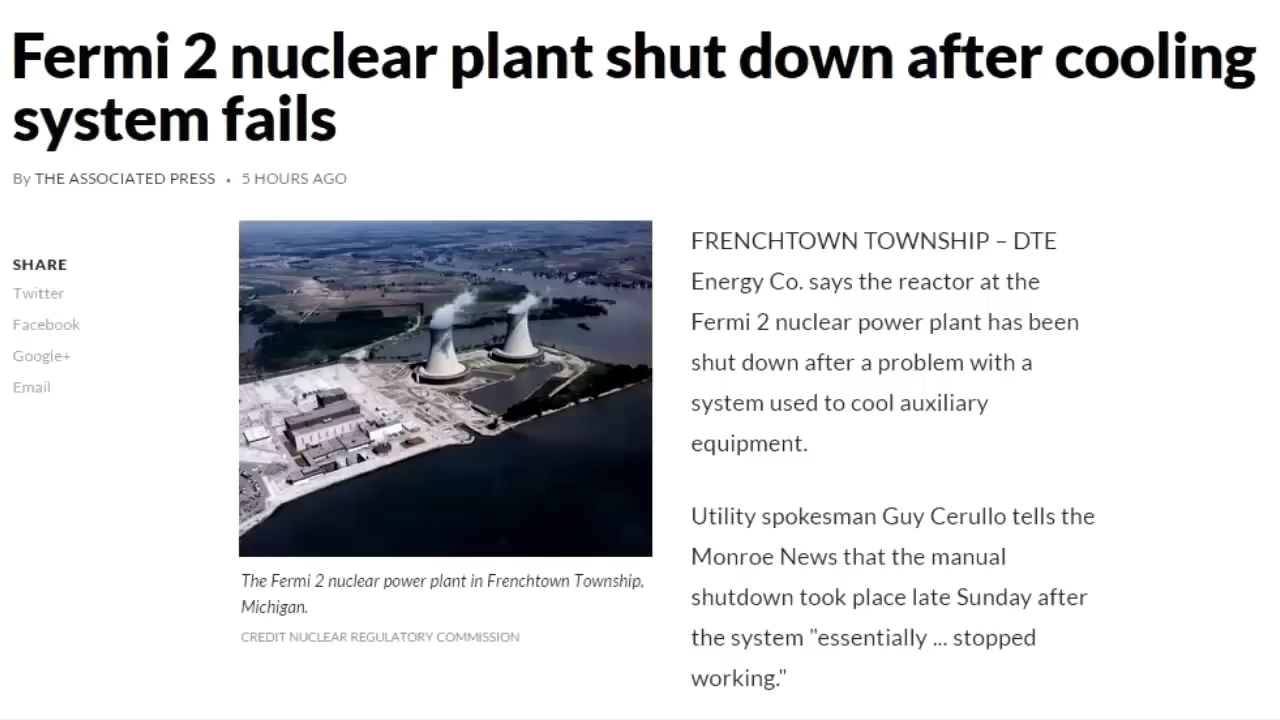 Fermi 2 nuclear plant shut down after cooling
system fails
By THE ASSOCIATED PRESS • 5 HOURS AGO
SHARE
Twitter
Facebook
Google+
Email
The Fermi 2 nuclear power plant in Frenchtown Township,
Michigan.
CREDIT NUCLEAR REGULATORY COMMISSION
FRENCHTOWN TOWNSHIP – DTE
Energy Co. says the reactor at the
Fermi 2 nuclear power plant has been
shut down after a problem with a
system used to cool auxiliary
equipment.
Utility spokesman Guy Cerullo tells the
Monroe News that the manual
shutdown took place late Sunday after
the system "essentially ... stopped
working."